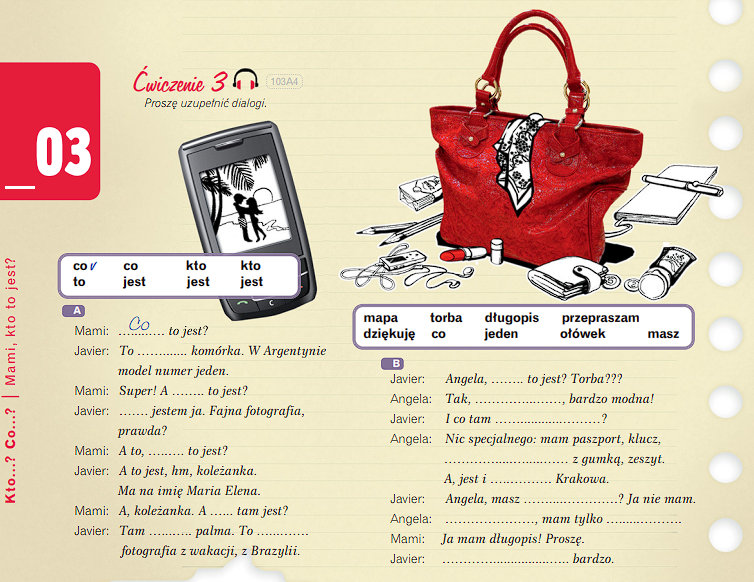 Ćwiczenie 3
103A4
Proszę uzupełnić dialogi.
03
Kto...? Co...? | Mami, kto to jest?
co co kto kto
to jest jest jest
A
Mami: ....Co.... to jest?
Javier: To ............ komórka. W Argentynie
model numer jeden.
Mami: Super! A ........ to jest?
Javier: ....... jestem ja. Fajna fotografia,
prawda?
Mami: A to, ......... to jest?
Javier: A to jest, hm, koleżanka.
Ma na imię Maria Elena.
Mami: A, koleżanka. A ...... tam jest?
Javier: Tam .......... palma. To ............
fotografia z wakacji, z Brazylii.
C
mapa torba długopis przepraszam
dziękuję co jeden ołówek masz
B
Javier: Angela, ........ to jest? Torba???
Angela: Tak, ......................, bardzo modna!
Javier: I co tam ..........................?
Angela: Nic specjalnego: mam paszport, klucz,
............................... z gumką, zeszyt.
A, jest i ............... Krakowa.
Javier: Angela, masz .......................? Ja nie mam.
Angela: ......................, mam tylko ...................
Mami: Ja mam długopis! Proszę.
Javier: ................................. bardzo.